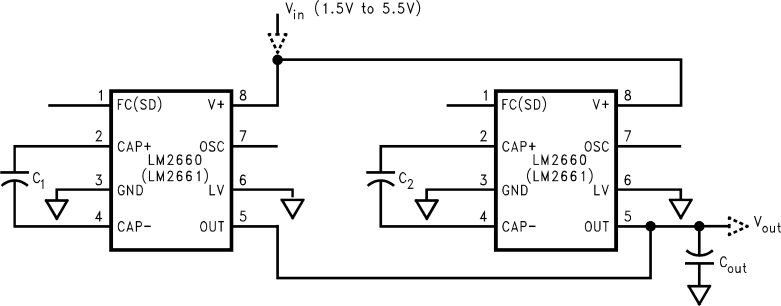 Vin (1.5V to 5.5V)
1 FC(SD) V+ 8
2 CAP+ OSC 7
LM2660
(LM2661)
3 GND LV 6
4 CAP- OUT 5
C1
1 FC(SD) V+ 8
2 CAP+ OSC 7
LM2660
(LM2661)
3 GND LV 6
4 CAP- OUT 5
C2
Vout
Cout